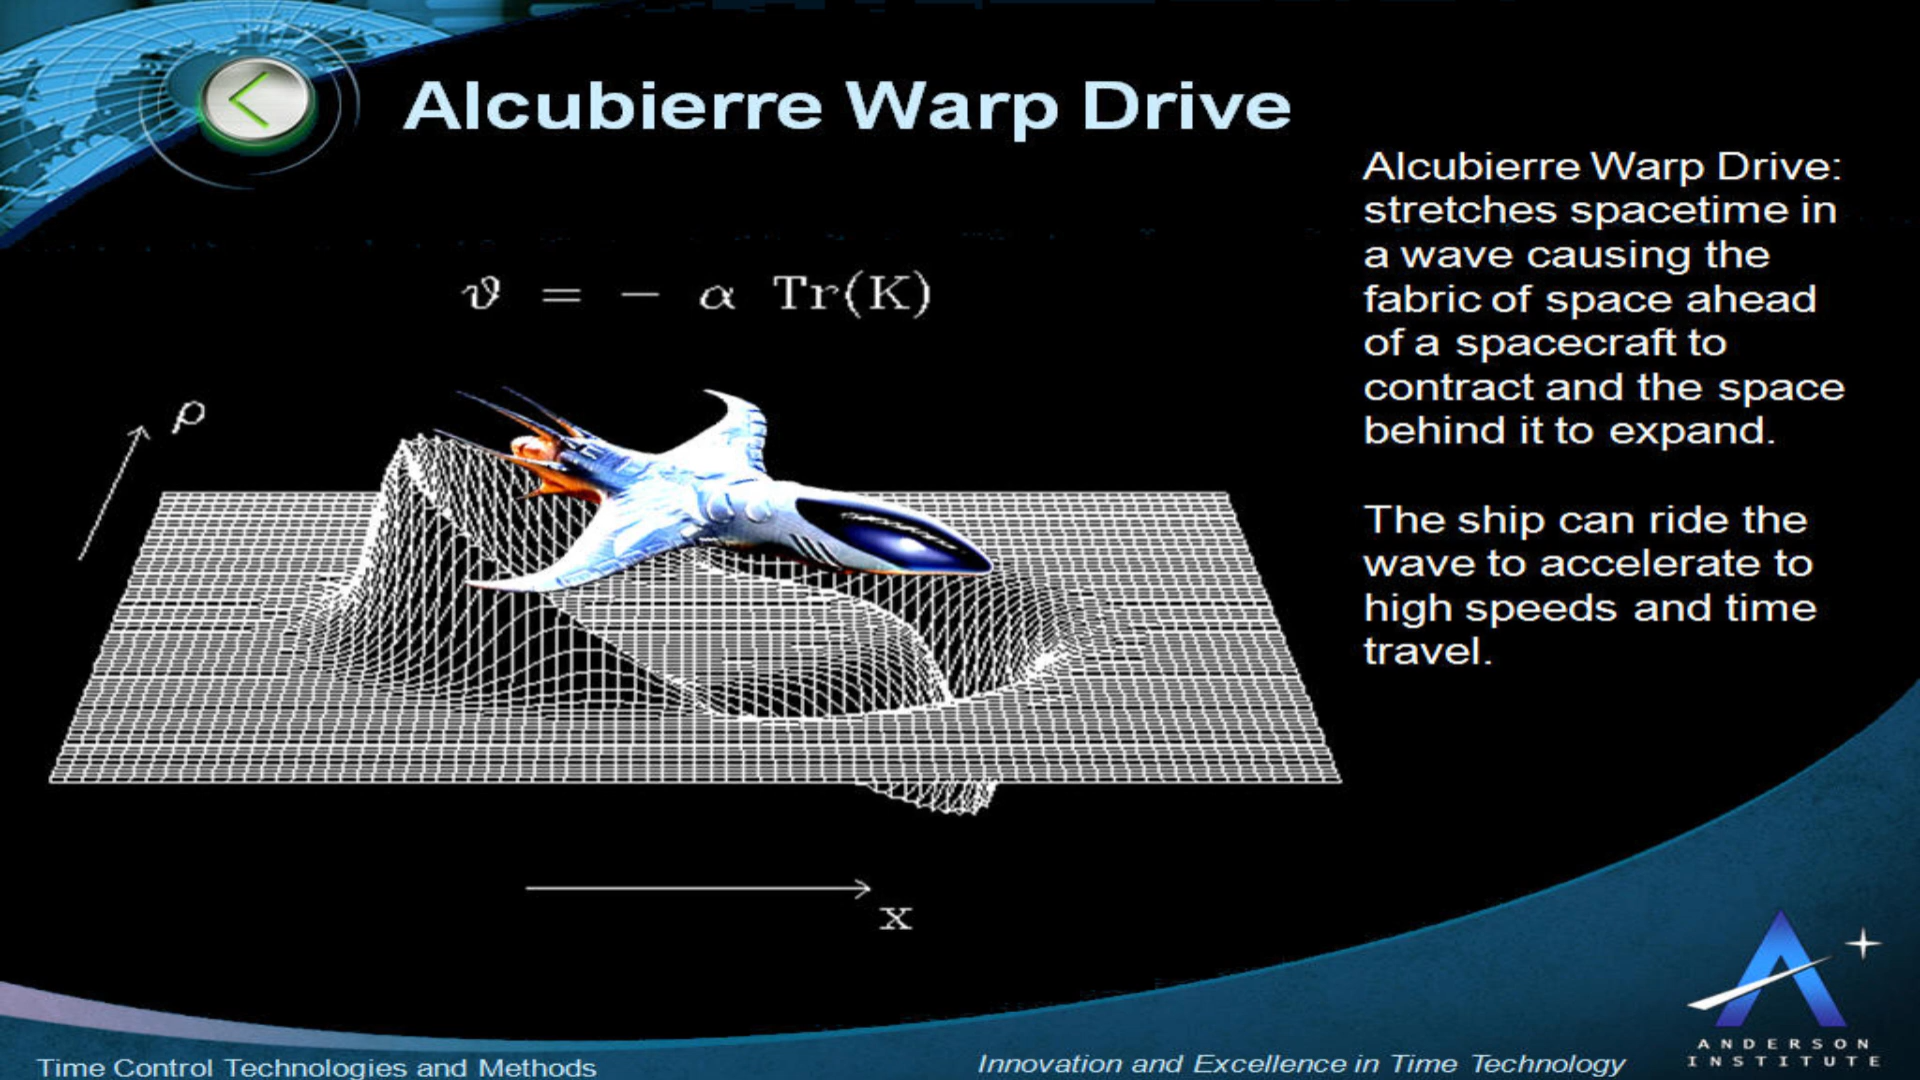 Alcubierre Warp Drive
Alcubierre Warp Drive:
stretches spacetime in
a wave causing the
fabric of space ahead
of a spacecraft to
contract and the space
behind it to expand.
The ship can ride the
wave to accelerate to
high speeds and time
travel.
ϑ = − α Tr(K)
ρ
x
Time Control Technologies and Methods
Innovation and Excellence in Time Technology
ANDERSON
INSTITUTE